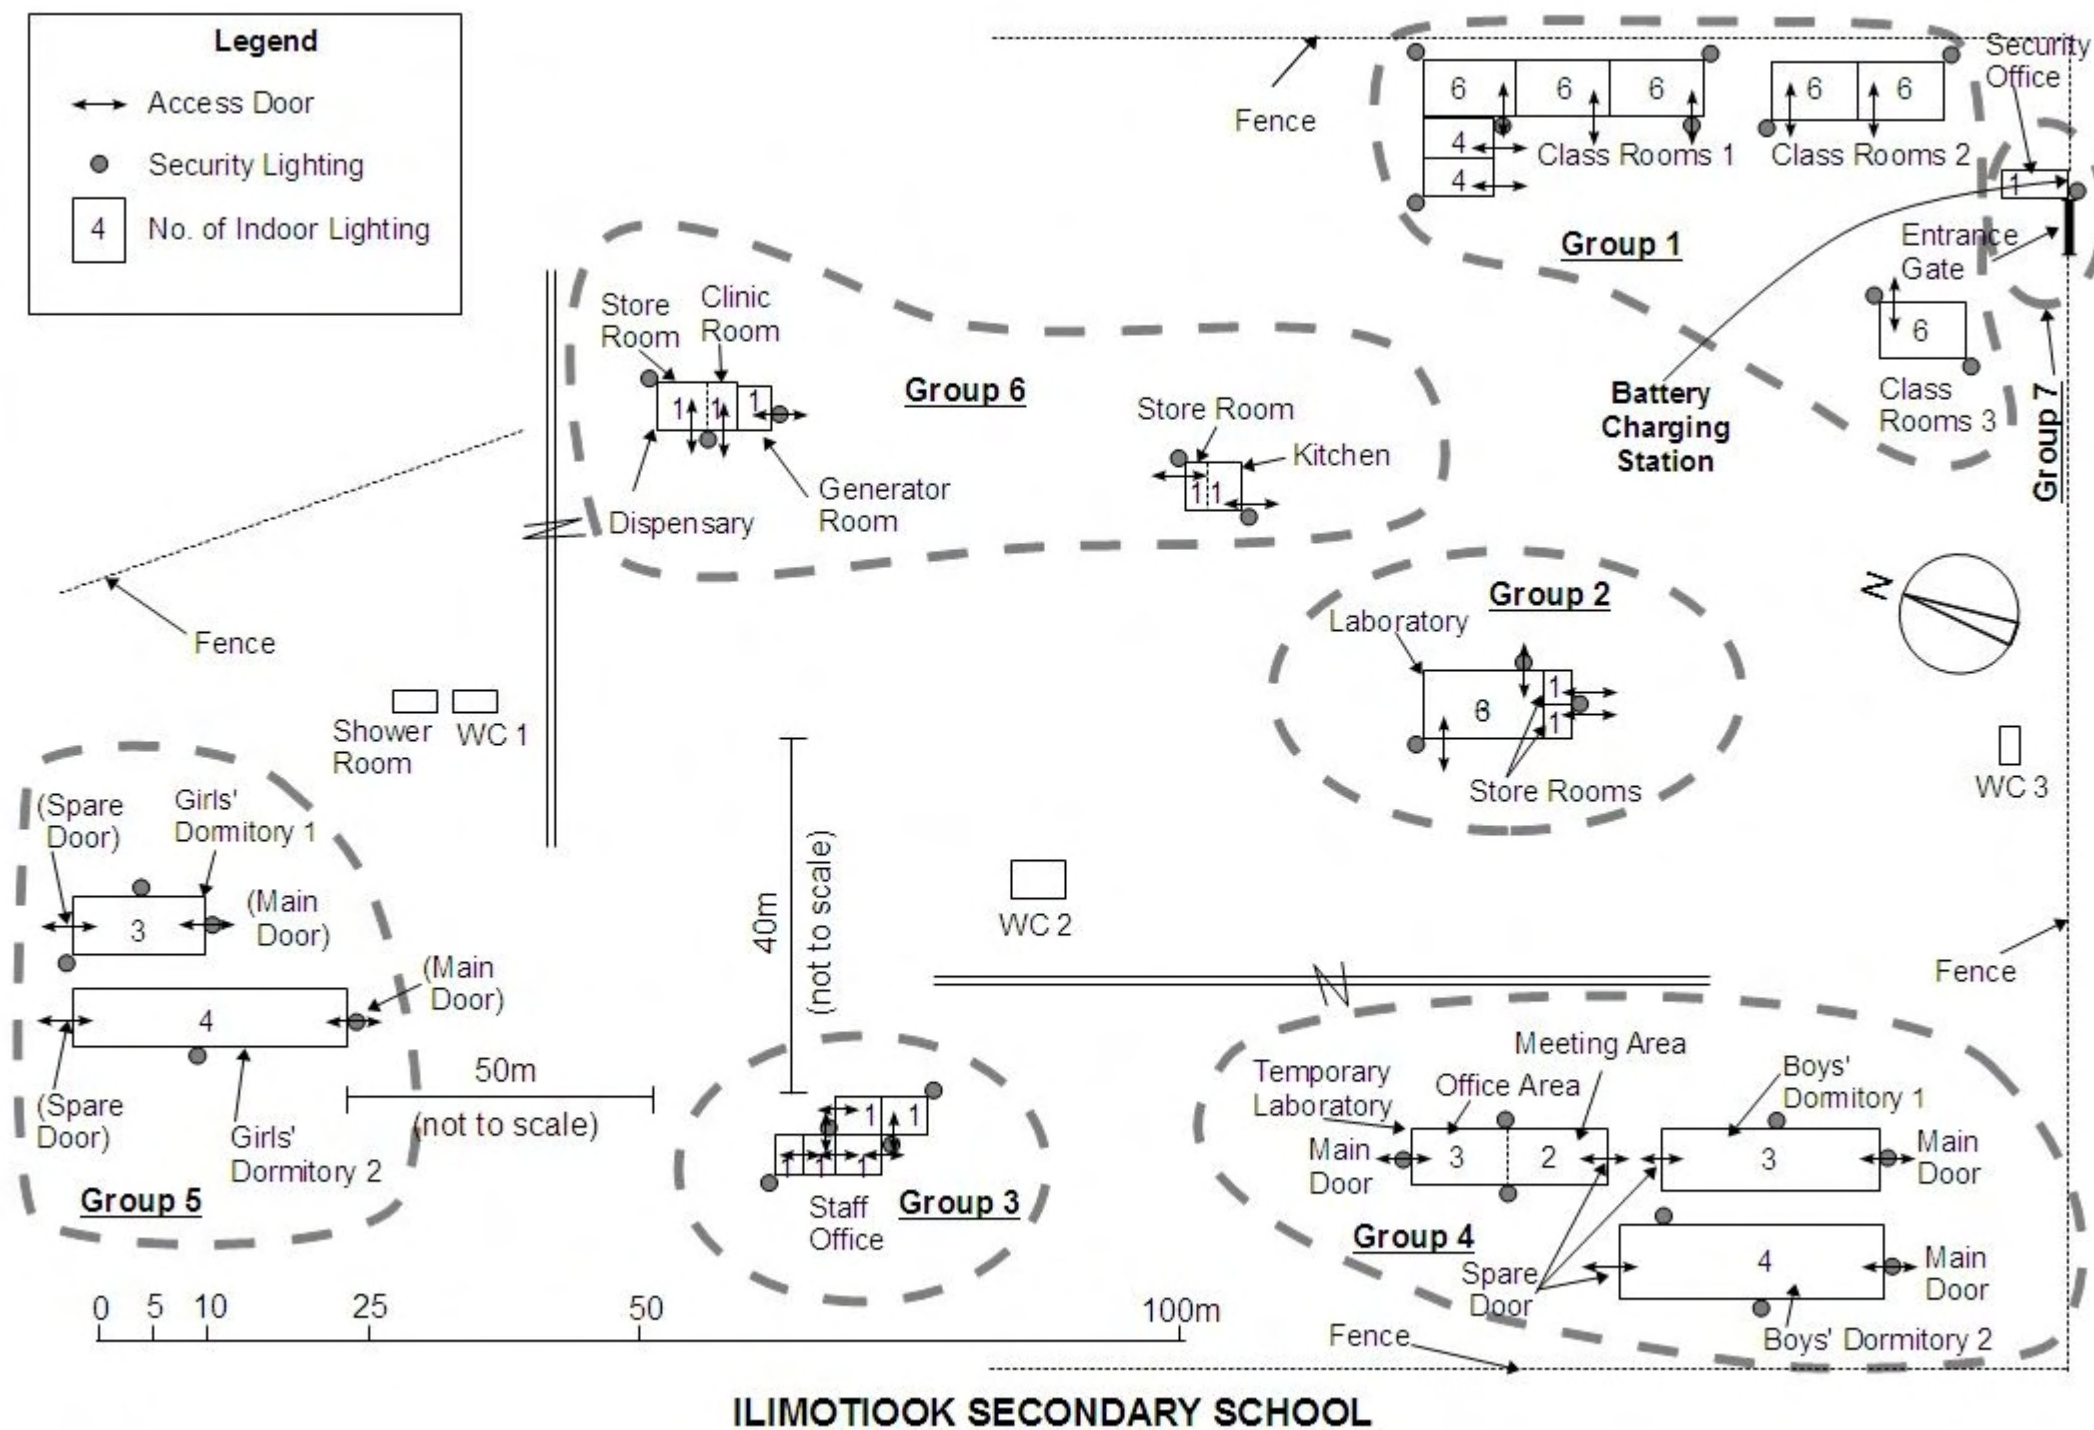 Legend
Access Door
Security Lighting
4
No. of Indoor Lighting
Fence
6
6
6
4
4
Class Rooms 1
6
6
Class Rooms 2
Security
Office
1
Entrance
Gate
Group 1
6
Class
Rooms 3
Group 7
Battery
Charging
Station
Store
Room
Clinic
Room
1
1
1
Group 6
Generator
Room
Dispensary
Store Room
Kitchen
1
1
Fence
Group 2
Laboratory
1
1
Store Rooms
N
WC 3
Shower
Room
WC 1
(Spare
Door)
Girls'
Dormitory 1
3
(Main
Door)
(Main
Door)
4
(Spare
Door)
Girls'
Dormitory 2
Group 5
50m
(not to scale)
40m
(not to scale)
WC 2
Fence
1
1
1
1
1
Staff
Office
Group 3
Meeting Area
Temporary
Laboratory
Office Area
Boys'
Dormitory 1
Main
Door
3
2
3
Main
Door
Group 4
Spare
Door
4
Main
Door
Boys' Dormitory 2
Fence
0 5 10 25 50 100m
ILIMOTIOOK SECONDARY SCHOOL